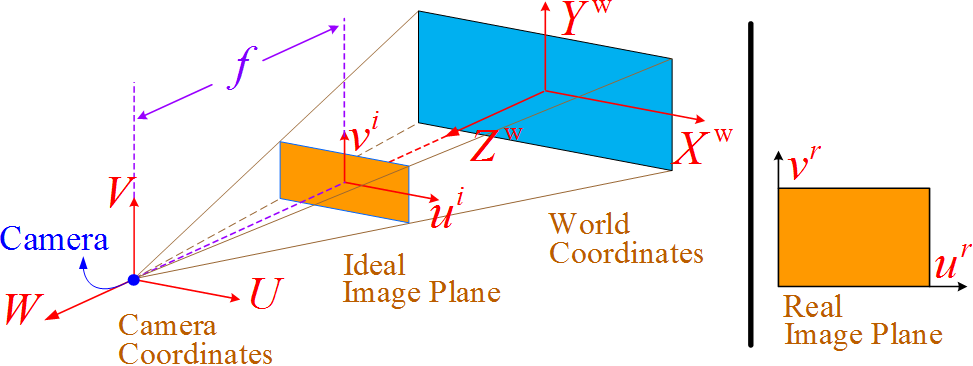 f
Y^w
X^w
Z^w
v^i
u^i
V
Camera
W
U
Camera
Coordinates
Ideal
Image Plane
World
Coordinates
v^r
u^r
Real
Image Plane